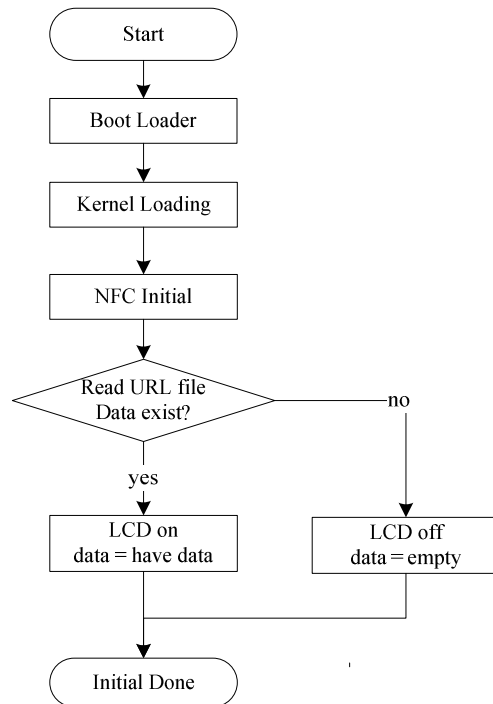 Start
Boot Loader
Kernel Loading
NFC Initial
Read URL file
Data exist?
no
yes
LCD on
data = have data
LCD off
data = empty
Initial Done